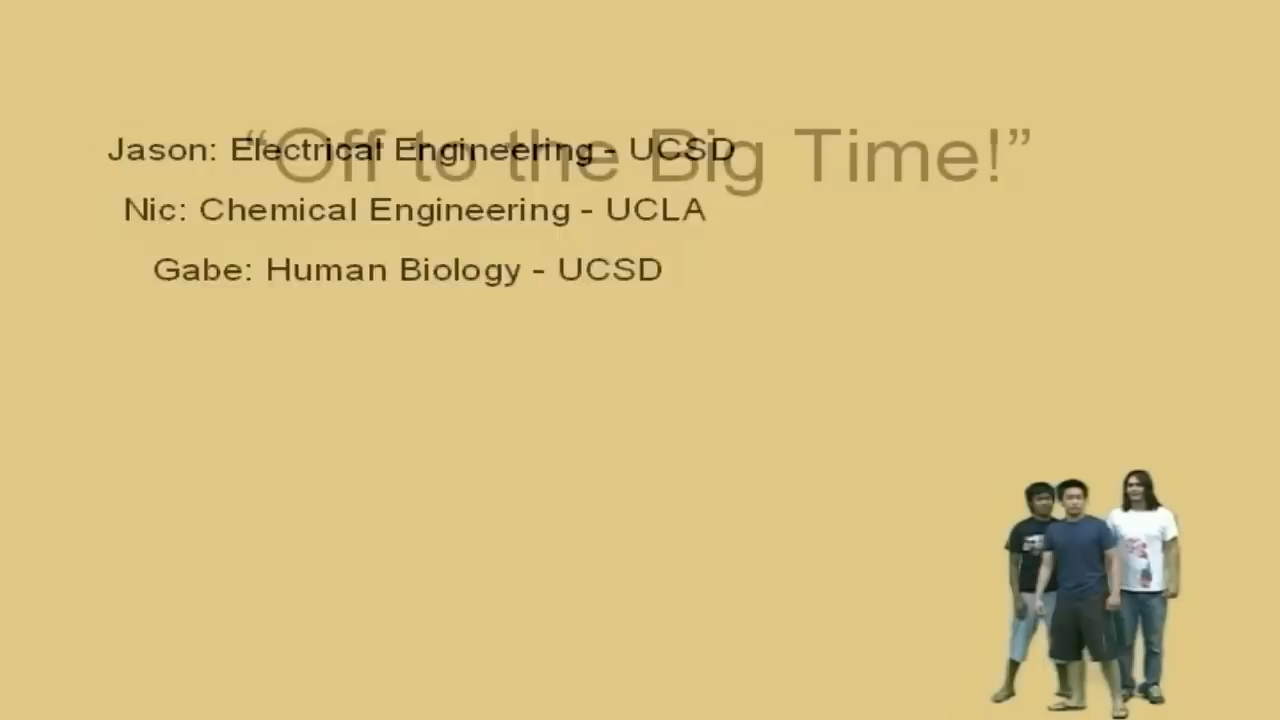 “Off to the Big Time!”
Jason: Electrical Engineering - UCSD
Nic: Chemical Engineering - UCLA
Gabe: Human Biology - UCSD